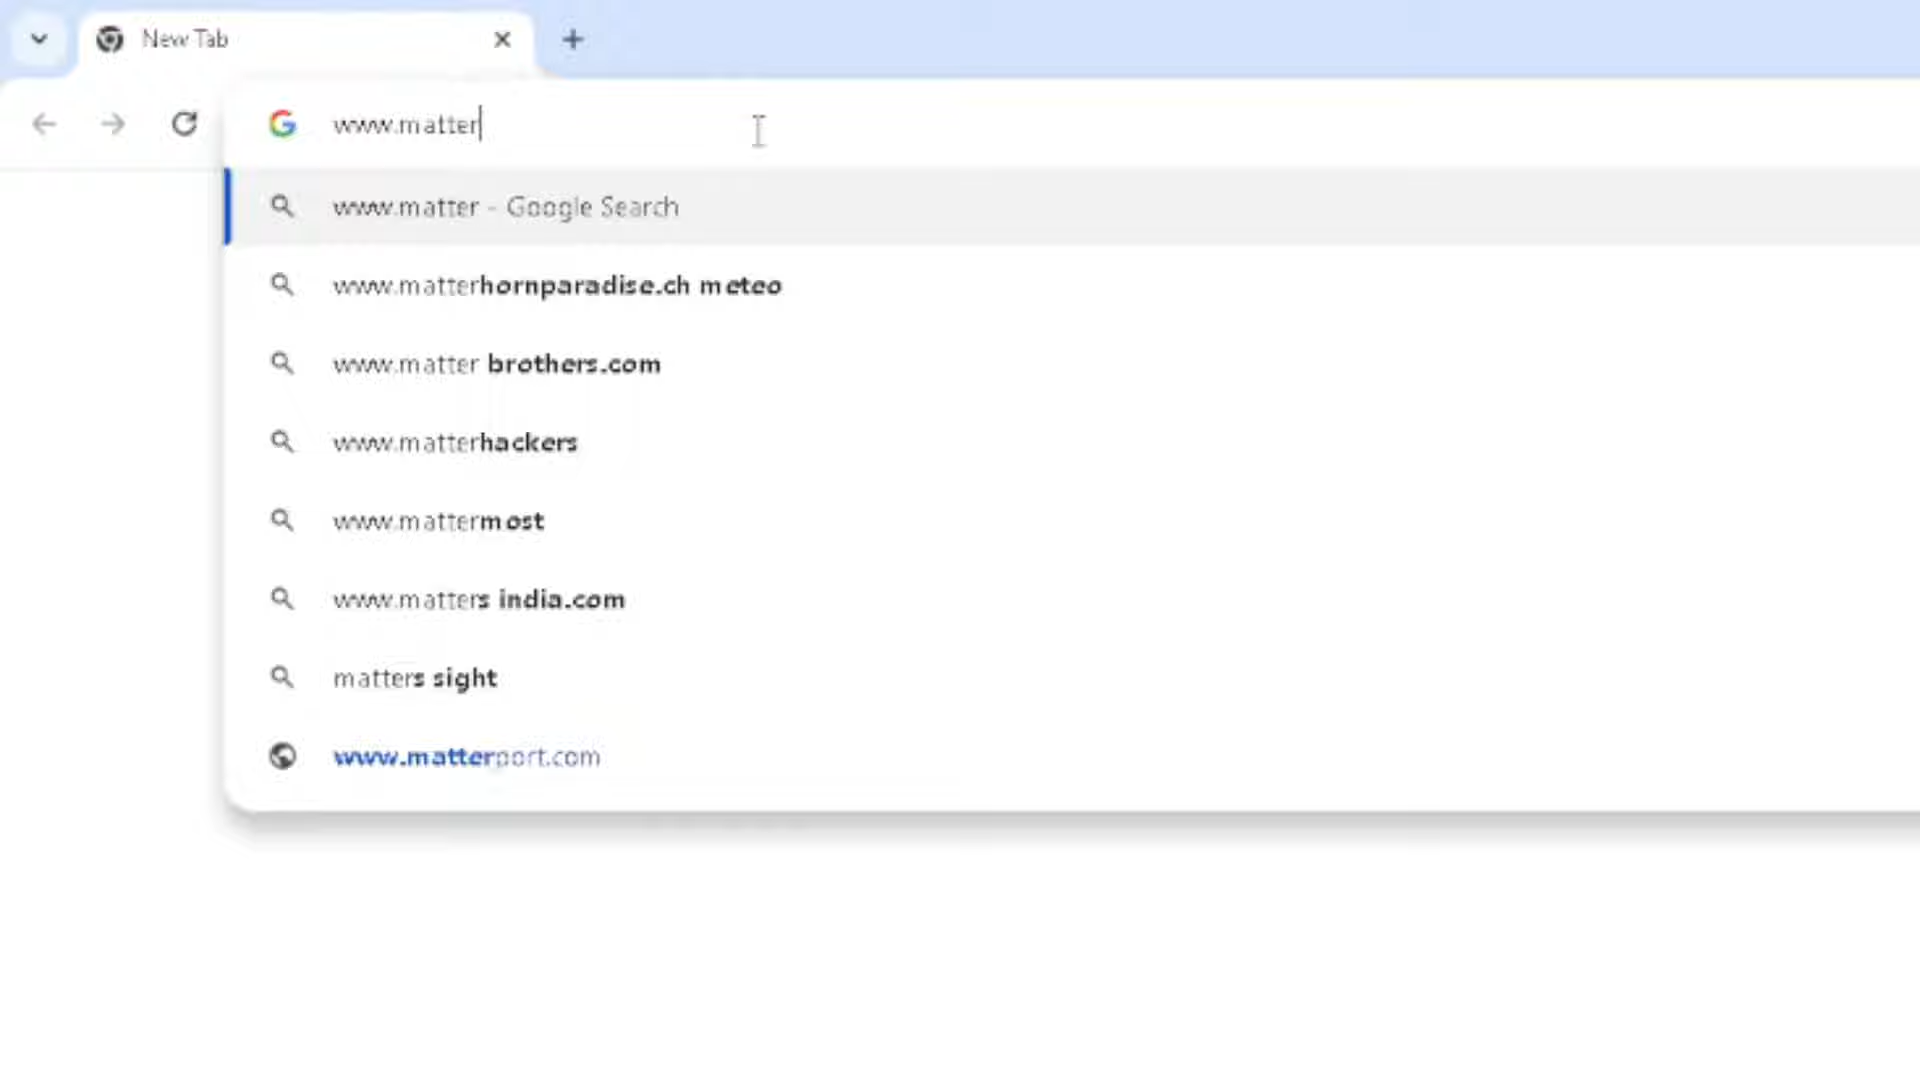 New Tab
www.matter
www.matter - Google Search
www.matterhornparadise.ch meteo
www.matter brothers.com
www.matterhackers
www.mattermost
www.matters india.com
matters sight
www.matterport.com